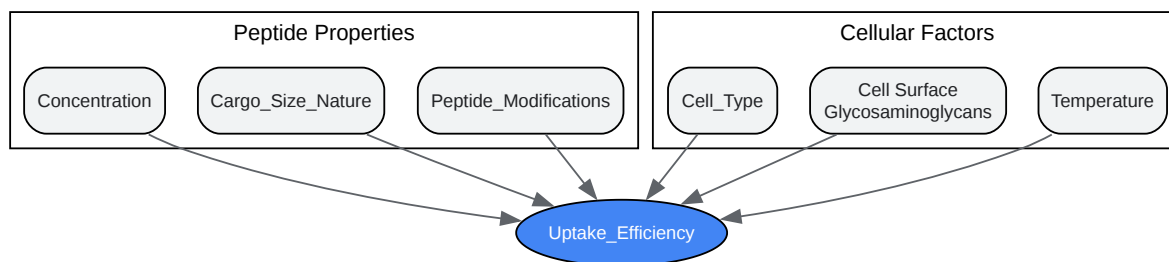 Peptide Properties
Cellular Factors
Concentration
Cargo_Size_Nature
Peptide_Modifications
Cell_Type
Cell Surface
Glycosaminoglycans
Temperature
Uptake_Efficiency